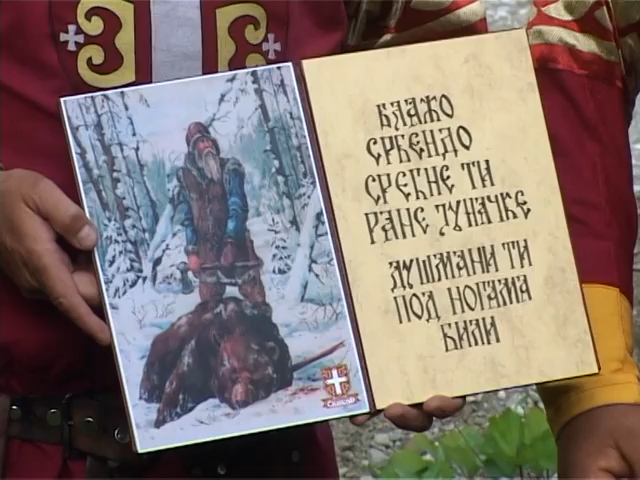 БЛАЖО
СРБЕНДО
СРЕЋНЕ ТИ
РАНЕ ЈУНАЧКЕ
ДУШМАНИ ТИ
ПОД НОГАМА
БИЛИ